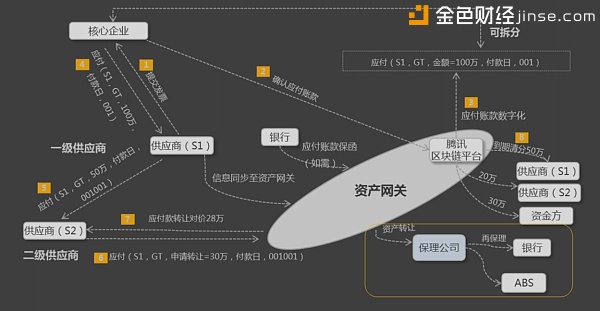 金色财经 jinse.com
核心企业
可拆分
应付（S1，GT，金额=100万，付款日，001）
4
1
2
3
提交发票
确认应付账款
应付（S1，GT，100万，付款日，001）
应付账款数字化
一级供应商
供应商（S1）
银行
应付账款保函
（如需）
腾讯
区块链平台
8
到期清分50万
供应商（S1）
20万
供应商（S2）
30万
资金方
信息同步至资产网关
资产网关
5
应付（S1，GT，50万，付款日，001001）
7
应付款转让对价28万
供应商（S2）
二级供应商
6
应付（S1，GT，申请转让=30万，付款日，001001）
资产转让
保理公司
再保理
银行
ABS